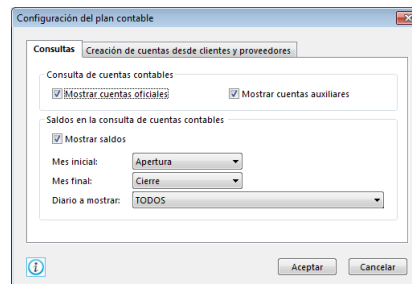 Configuración del plan contable
Consultas Creación de cuentas desde clientes y proveedores
Consulta de cuentas contables
Mostrar cuentas oficiales Mostrar cuentas auxiliares
Saldos en la consulta de cuentas contables
Mostrar saldos
Mes inicial: Apertura
Mes final: Cierre
Diario a mostrar: TODOS
Aceptar Cancelar